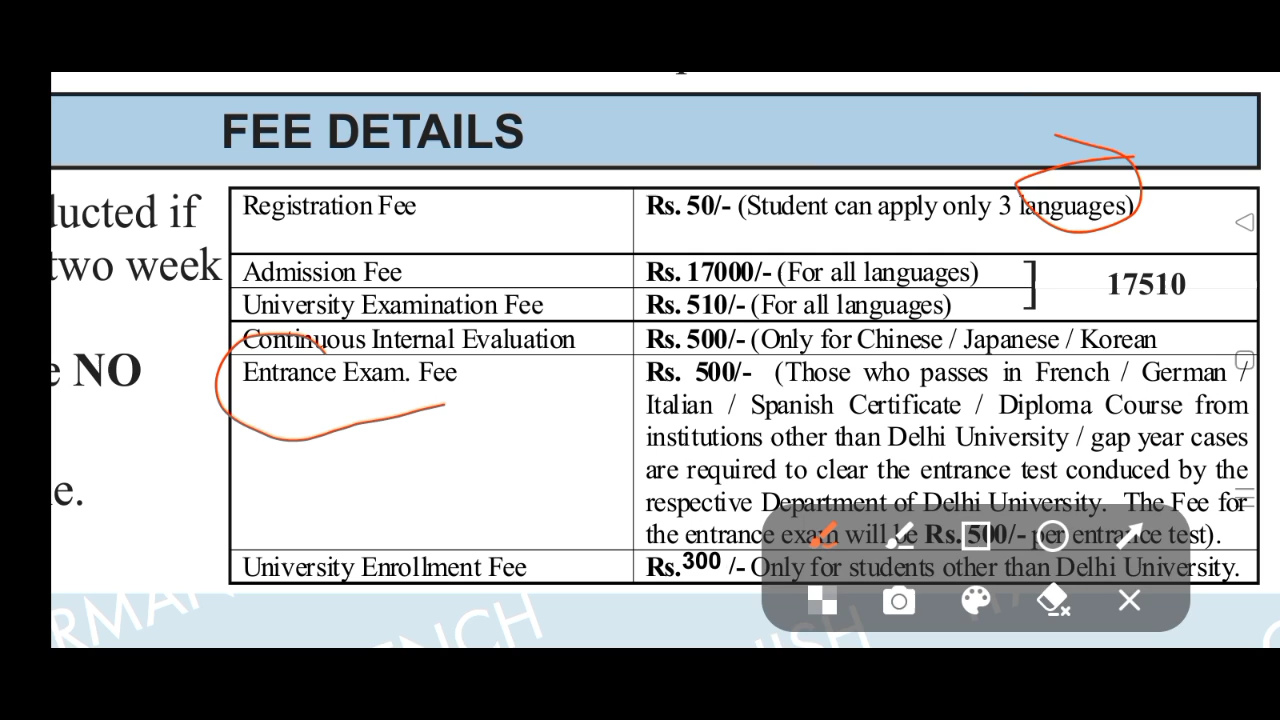 FEE DETAILS
ducted if
Registration Fee
Rs. 50/- (Student can apply only 3 languages)
two week
Admission Fee
Rs. 17000/- (For all languages)
17510
University Examination Fee
Rs. 510/- (For all languages)
Continuous Internal Evaluation
Rs. 500/- (Only for Chinese / Japanese / Korean
e NO
Entrance Exam. Fee
Rs. 500/- (Those who passes in French / German /
Italian / Spanish Certificate / Diploma Course from
institutions other than Delhi University / gap year cases
are required to clear the entrance test conduced by the
e.
respective Department of Delhi University. The Fee for
the entrance exam will be Rs. 500/- per entrance test).
University Enrollment Fee
Rs.300 /- Only for students other than Delhi University.
RMAN
ENCH
NISH